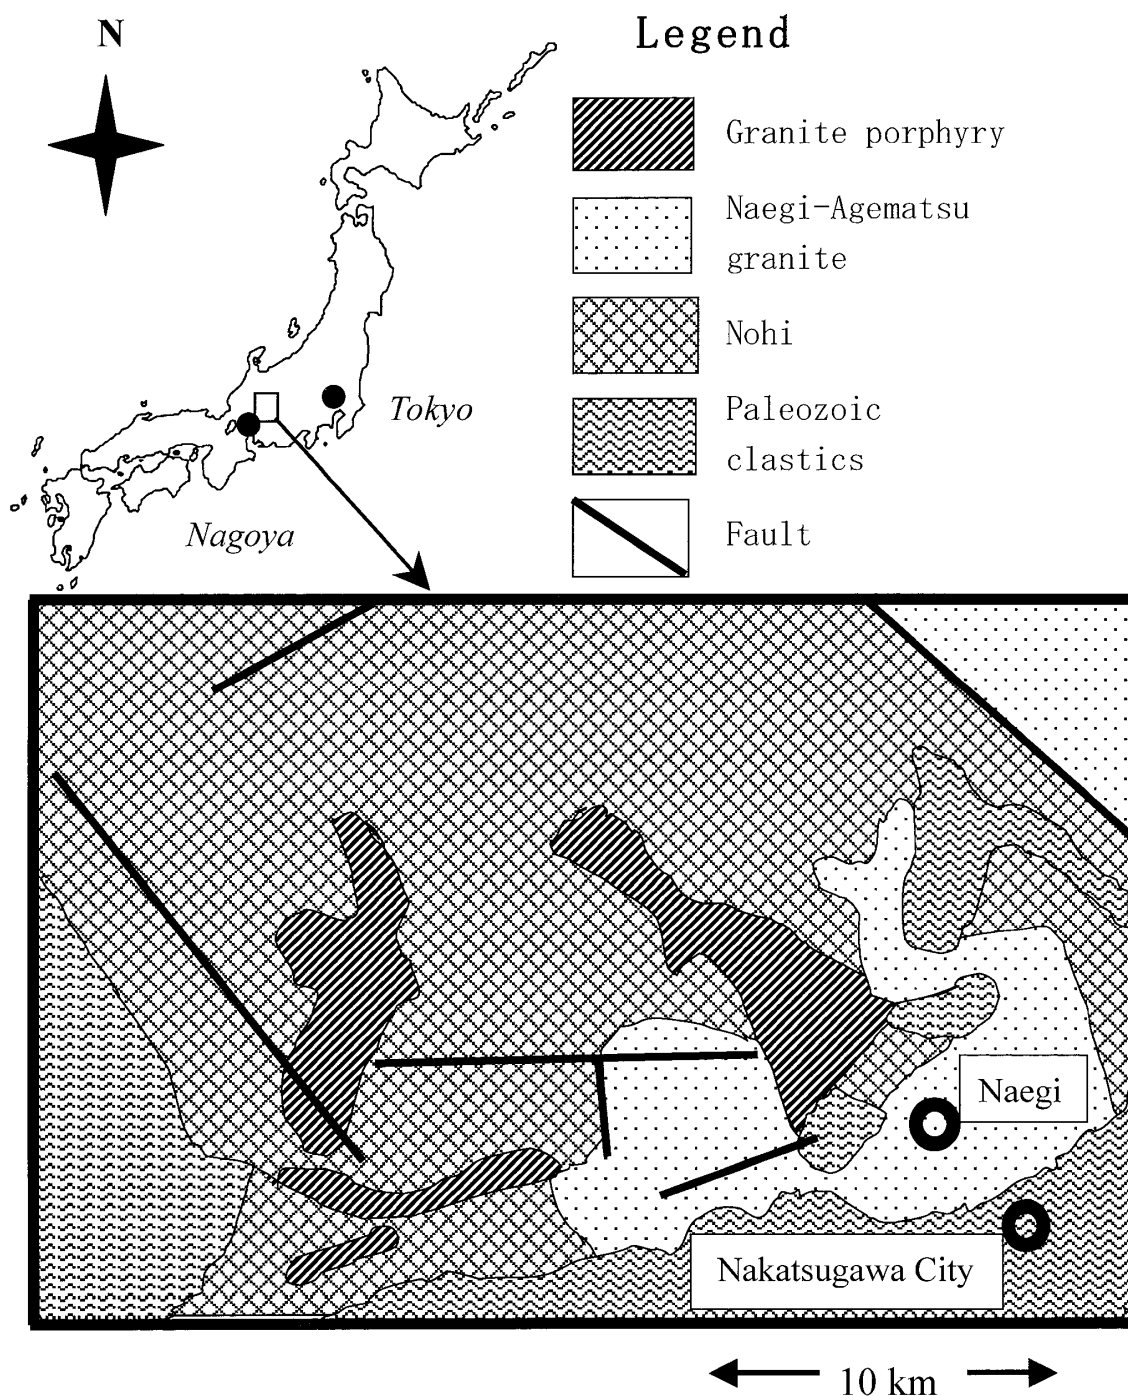 N
Legend
Granite porphyry
Naegi-Agematsu
granite
Nohi
Paleozoic
clastics
Fault
Tokyo
Nagoya
Naegi
Nakatsugawa City
10 km